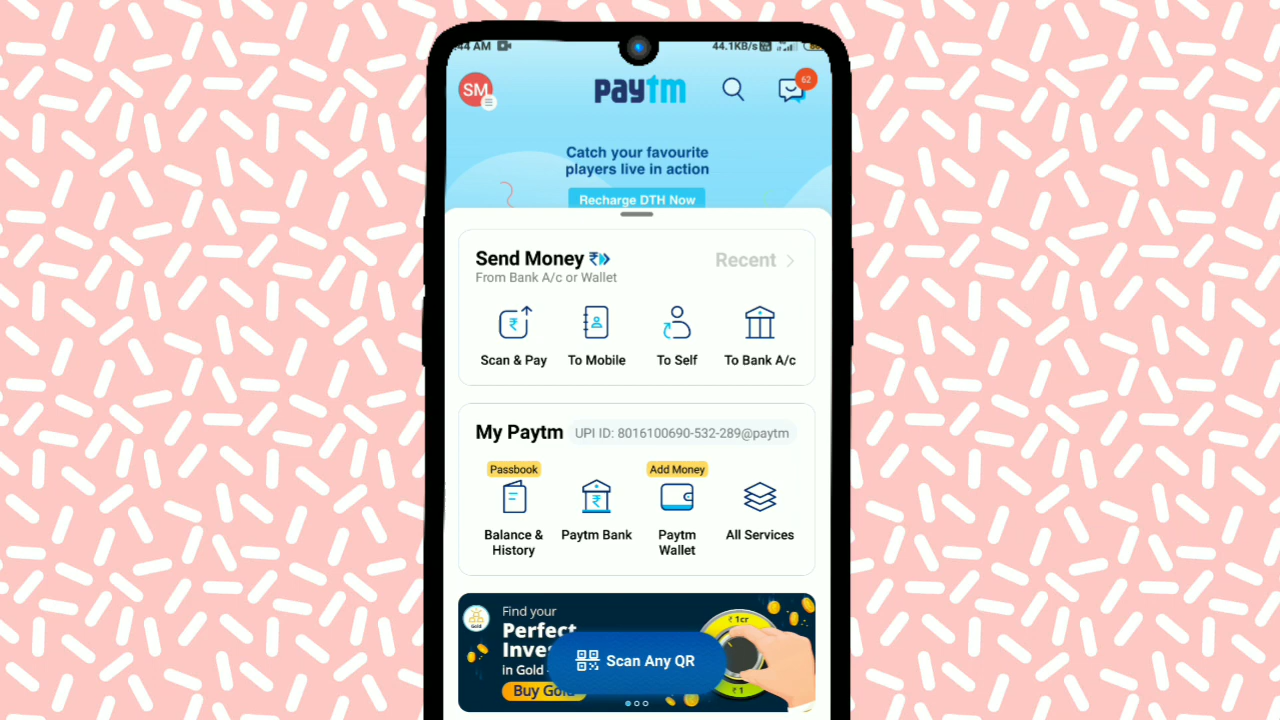 :44 AM
44.1KB/s
SM
paytm
62
Catch your favourite
players live in action
Recharge DTH Now
Send Money
Recent
From Bank A/c or Wallet
Scan & Pay
To Mobile
To Self
To Bank A/c
My Paytm
UPI ID: 8016100690-532-289@paytm
Passbook
Add Money
Balance &
History
Paytm Bank
Paytm
Wallet
All Services
Gold
Find your
Perfect
in Gold
Buy Gold
₹ 1cr
₹ 1
Scan Any QR